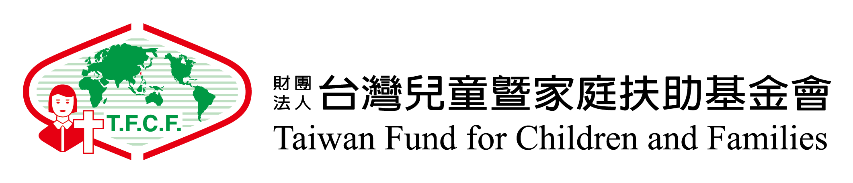 T.F.C.F.
財團
法人
台灣兒童暨家庭扶助基金會
Taiwan Fund for Children and Families